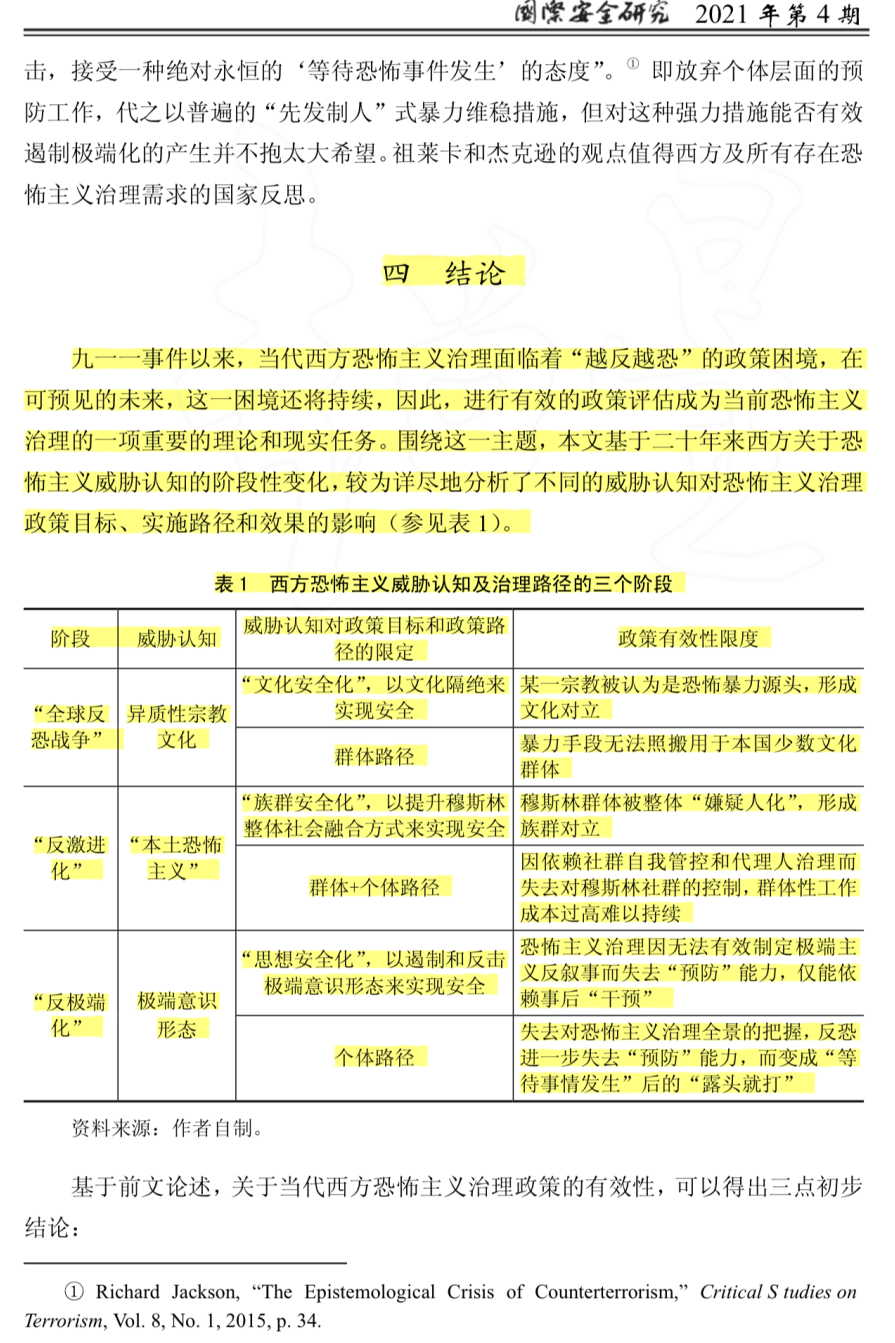 国际安全研究 2021 年第 4 期
击，接受一种绝对永恒的‘等待恐怖事件发生’的态度”。① 即放弃个体层面的预
防工作，代之以普遍的“先发制人”式暴力维稳措施，但对这种强力措施能否有效
遏制极端化的产生并不抱太大希望。祖莱卡和杰克逊的观点值得西方及所有存在恐
怖主义治理需求的国家反思。
四 结论
九一一事件以来，当代西方恐怖主义治理面临着“越反越恐”的政策困境，在
可预见的未来，这一困境还将持续，因此，进行有效的政策评估成为当前恐怖主义
治理的一项重要的理论和现实任务。围绕这一主题，本文基于二十年来西方关于恐
怖主义威胁认知的阶段性变化，较为详尽地分析了不同的威胁认知对恐怖主义治理
政策目标、实施路径和效果的影响（参见表 1）。
表 1 西方恐怖主义威胁认知及治理路径的三个阶段
阶段
威胁认知
威胁认知对政策目标和政策路
径的限定
政策有效性限度
“全球反
恐战争”
异质性宗教
文化
“文化安全化”，以文化隔绝来
实现安全
某一宗教被认为是恐怖暴力源头，形成
文化对立
群体路径
暴力手段无法照搬用于本国少数文化
群体
“反激进
化”
“本土恐怖
主义”
“族群安全化”，以提升穆斯林
整体社会融合方式来实现安全
穆斯林群体被整体“嫌疑人化”，形成
族群对立
群体+个体路径
因依赖社群自我管控和代理人治理而
失去对穆斯林社群的控制，群体性工作
成本过高难以持续
“反极端
化”
极端意识
形态
“思想安全化”，以遏制和反击
极端意识形态来实现安全
恐怖主义治理因无法有效制定极端主
义反叙事而失去“预防”能力，仅能依
赖事后“干预”
个体路径
失去对恐怖主义治理全景的把握，反恐
进一步失去“预防”能力，而变成“等
待事情发生”后的“露头就打”
资料来源：作者自制。
基于前文论述，关于当代西方恐怖主义治理政策的有效性，可以得出三点初步
结论：
① Richard Jackson, “The Epistemological Crisis of Counterterrorism,” Critical S tudies on
Terrorism, Vol. 8, No. 1, 2015, p. 34.